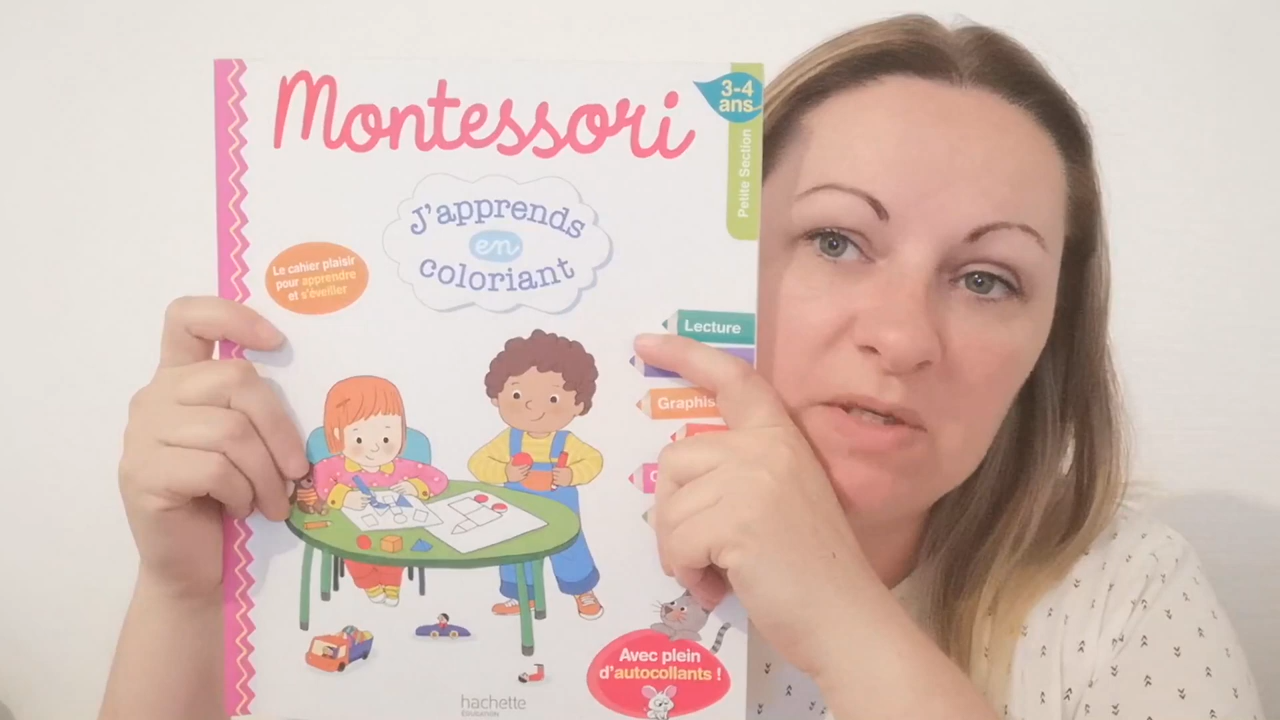 Montessori
3-4
ans
Petite Section
J'apprends
en
coloriant
Le cahier plaisir
pour apprendre
et s'éveiller
Lecture
Avec plein
d'autocollants !
hachette
ÉDUCATION